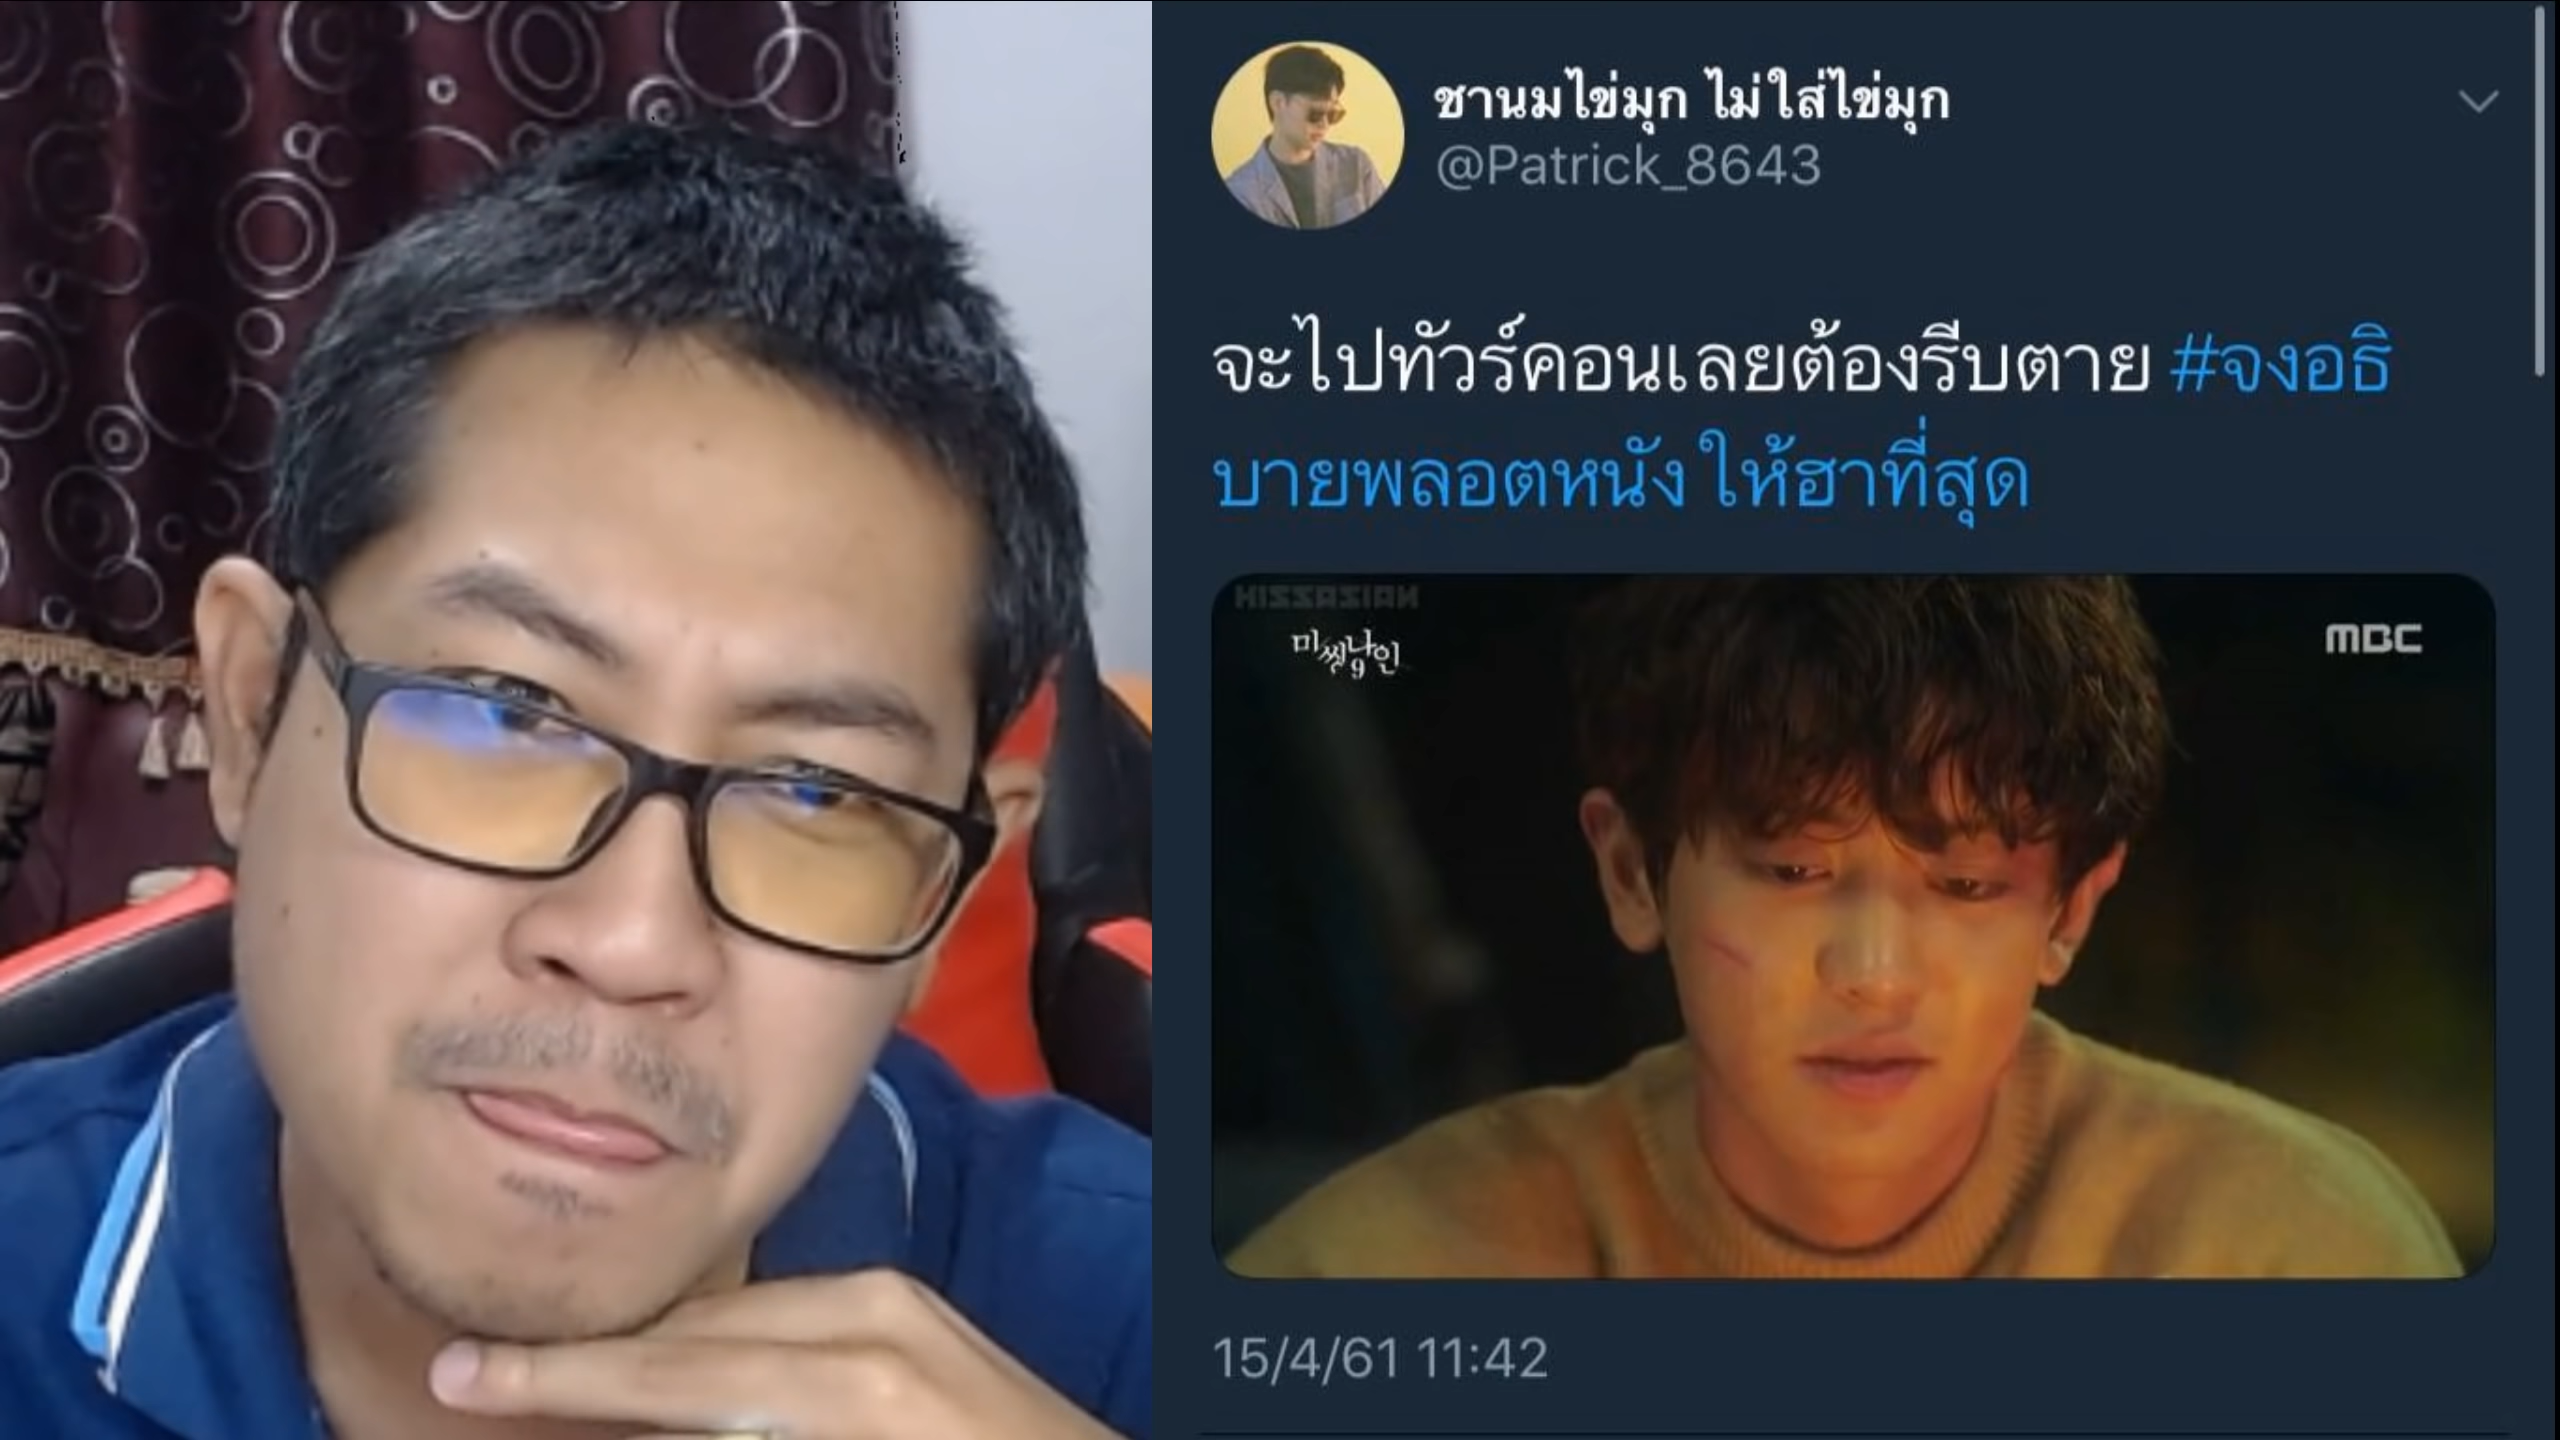 ชานมไข่มุก ไม่ใส่ไข่มุก
@Patrick_8643
จะไปทัวร์คอนเลยต้องรีบตาย #จงอธิ
บายพลอตหนังให้ฮาที่สุด
KISSASIAN
미씽나인
9
MBC
15/4/61 11:42